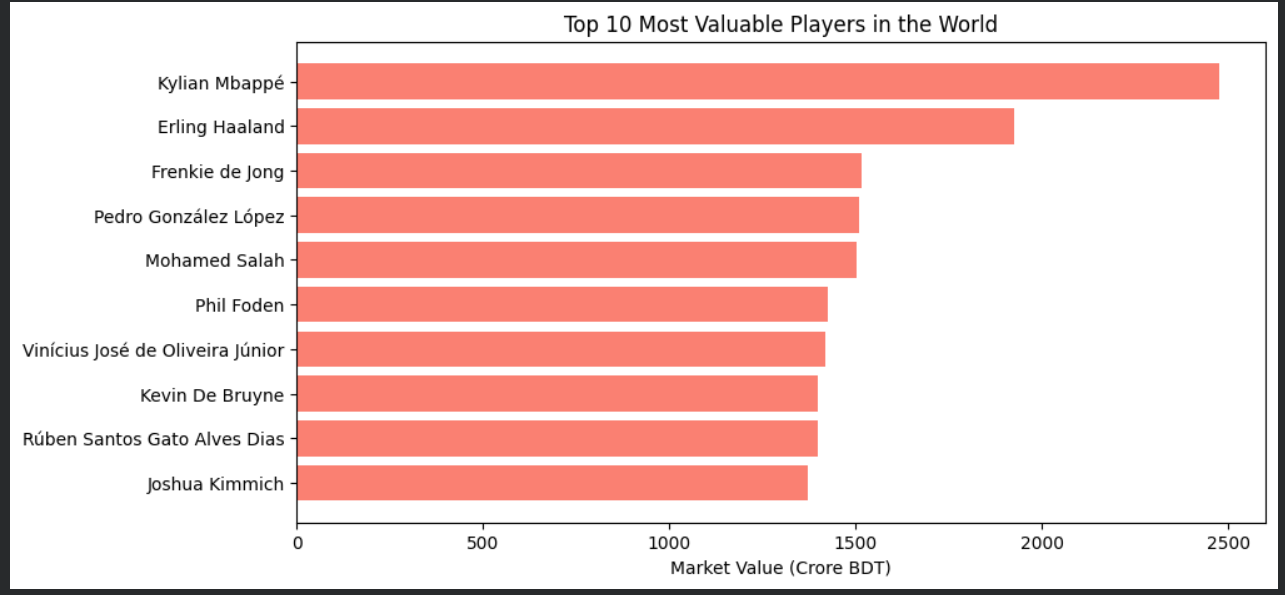 Top 10 Most Valuable Players in the World
Kylian Mbappé
Erling Haaland
Frenkie de Jong
Pedro González López
Mohamed Salah
Phil Foden
Vinícius José de Oliveira Júnior
Kevin De Bruyne
Rúben Santos Gato Alves Dias
Joshua Kimmich
0 500 1000 1500 2000 2500
Market Value (Crore BDT)